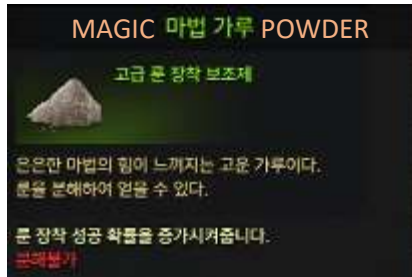 MAGIC 마법 가루 POWDER
고급 룬 장착 보조제
은은한 마법의 힘이 느껴지는 고운 가루이다.
룬을 분해하여 얻을 수 있다.
룬 장착 성공 확률을 증가시켜줍니다.
분해불가